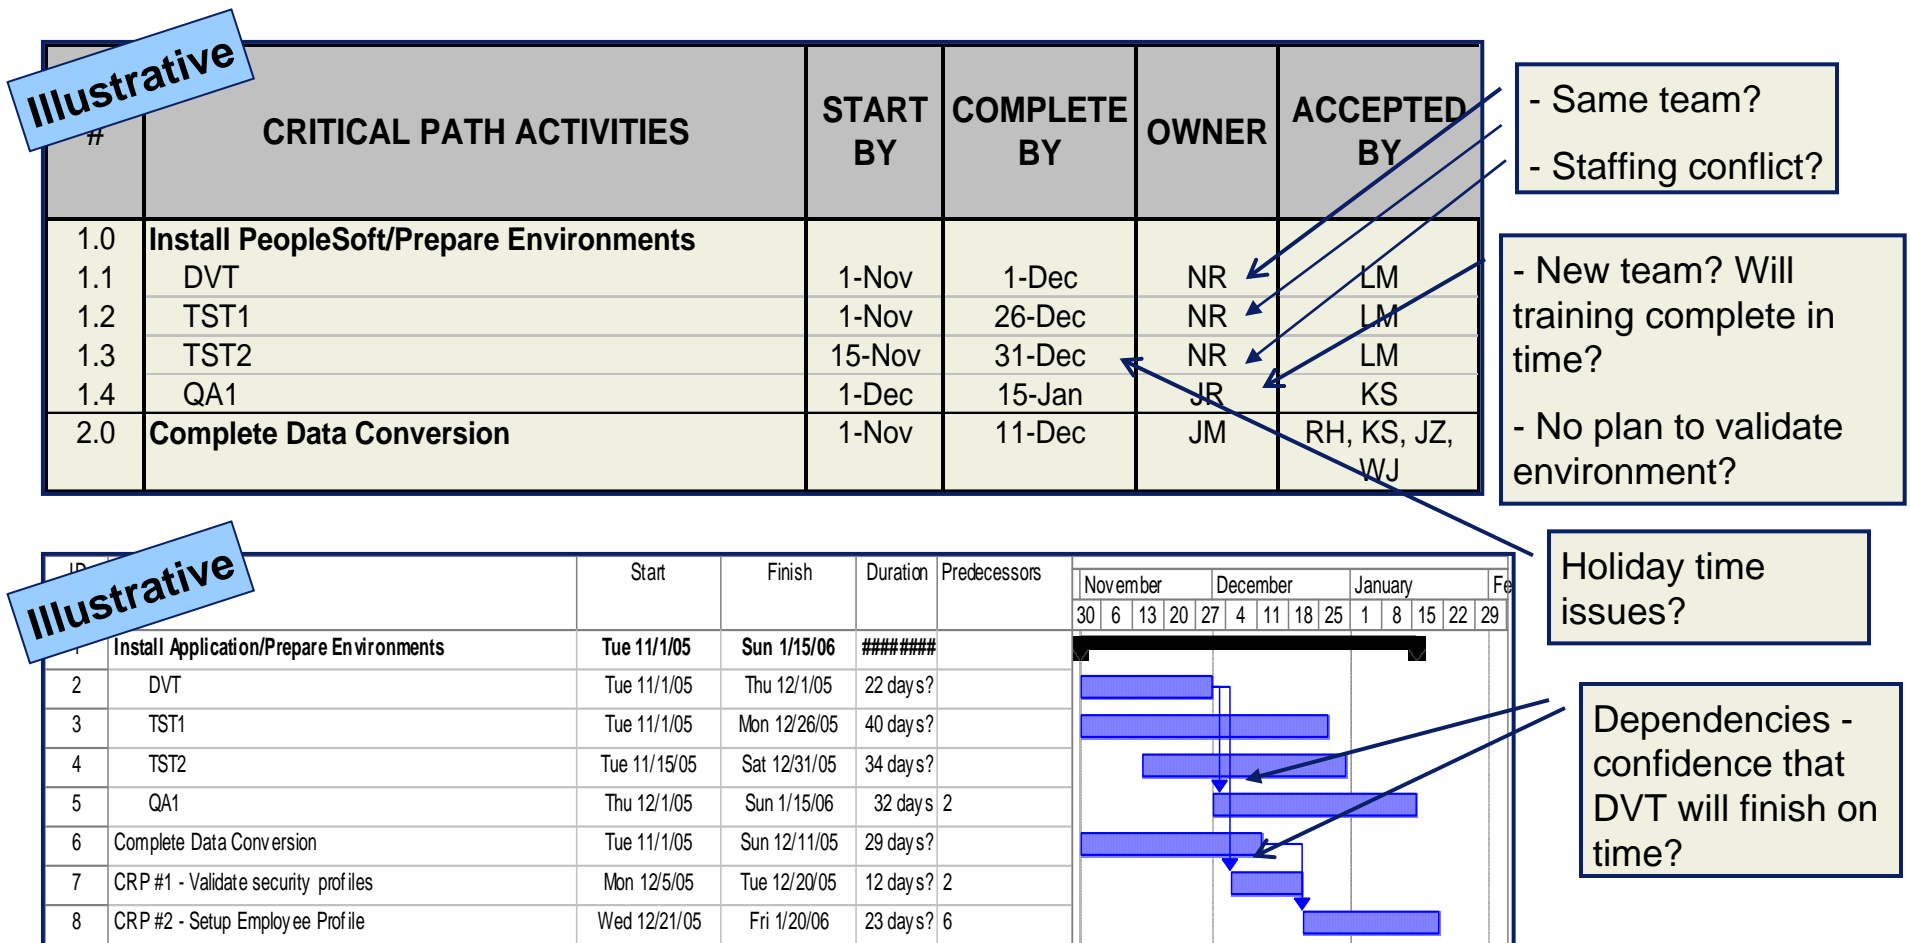 Illustrative
# CRITICAL PATH ACTIVITIES START BY COMPLETE BY OWNER ACCEPTED BY
1.0 Install PeopleSoft/Prepare Environments
1.1 DVT 1-Nov 1-Dec NR LM
1.2 TST1 1-Nov 26-Dec NR LM
1.3 TST2 15-Nov 31-Dec NR LM
1.4 QA1 1-Dec 15-Jan JR KS
2.0 Complete Data Conversion 1-Nov 11-Dec JM RH, KS, JZ,
WJ
- Same team?
- Staffing conflict?
- New team? Will
training complete in
time?
- No plan to validate
environment?
Holiday time
issues?
Illustrative
ID Start Finish Duration Predecessors
November December January Fe
30 6 13 20 27 4 11 18 25 1 8 15 22 29
1 Install Application/Prepare Environments Tue 11/1/05 Sun 1/15/06 ########
2 DVT Tue 11/1/05 Thu 12/1/05 22 days?
3 TST1 Tue 11/1/05 Mon 12/26/05 40 days?
4 TST2 Tue 11/15/05 Sat 12/31/05 34 days?
5 QA1 Thu 12/1/05 Sun 1/15/06 32 days 2
6 Complete Data Conversion Tue 11/1/05 Sun 12/11/05 29 days?
7 CRP #1 - Validate security profiles Mon 12/5/05 Tue 12/20/05 12 days? 2
8 CRP #2 - Setup Employee Profile Wed 12/21/05 Fri 1/20/06 23 days? 6
Dependencies -
confidence that
DVT will finish on
time?